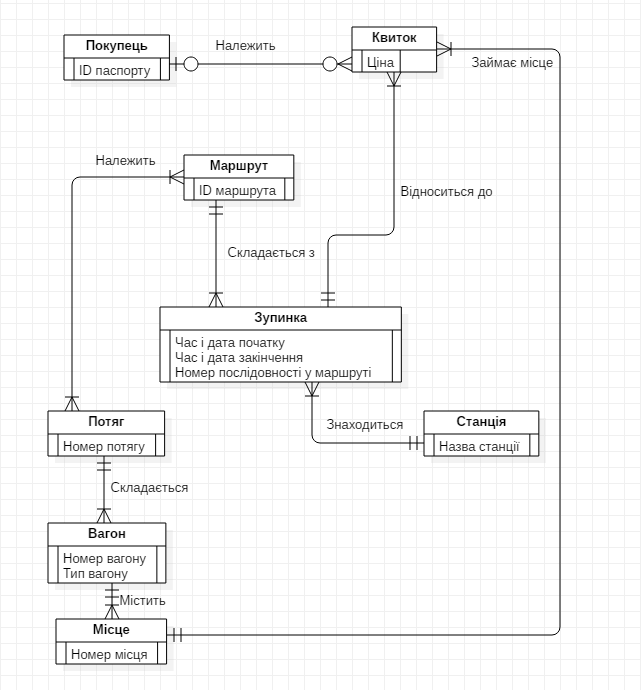 Покупець
ID паспорту
Належить
Квиток
Ціна
Займає місце
Належить
Маршрут
ID маршрута
Відноситься до
Складається з
Зупинка
Час і дата початку
Час і дата закінчення
Номер послідовності у маршруті
Знаходиться
Станція
Назва станції
Потяг
Номер потягу
Складається
Вагон
Номер вагону
Тип вагону
Містить
Місце
Номер місця